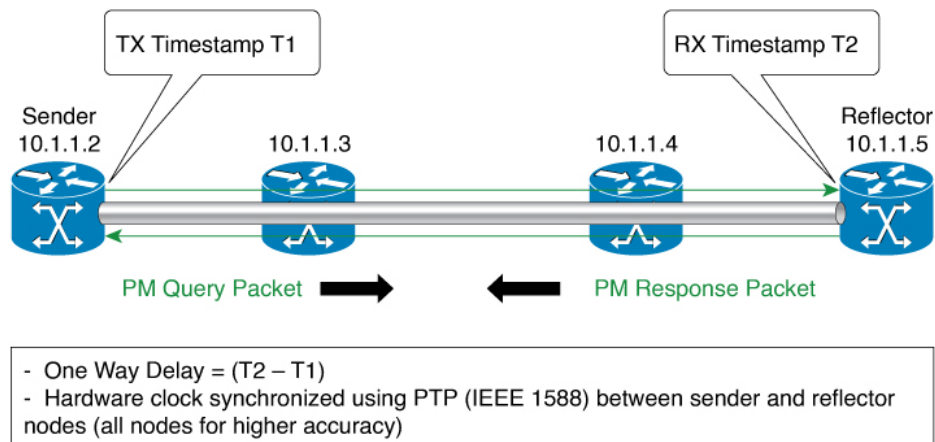 TX Timestamp T1
RX Timestamp T2
Sender
10.1.1.2
10.1.1.3
10.1.1.4
Reflector
10.1.1.5
PM Query Packet
PM Response Packet
- One Way Delay = (T2 – T1)
- Hardware clock synchronized using PTP (IEEE 1588) between sender and reflector
nodes (all nodes for higher accuracy)